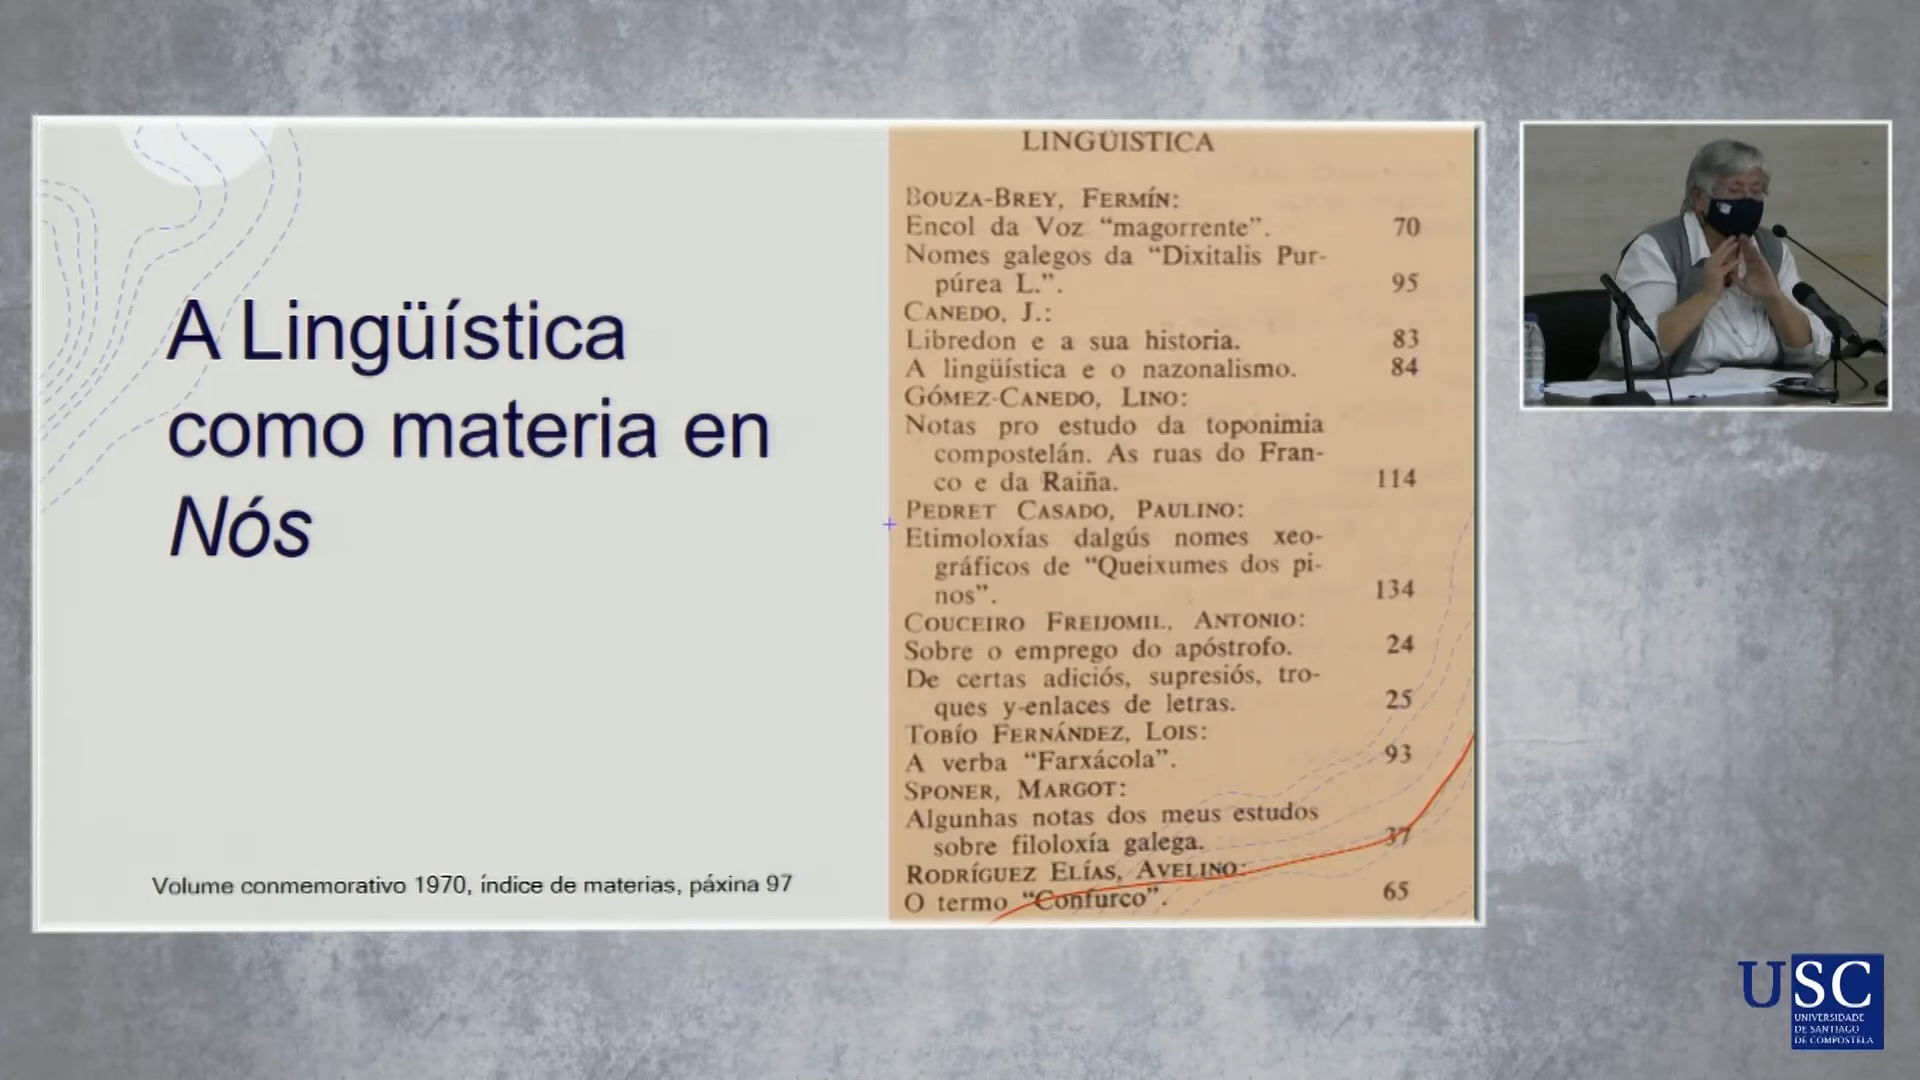 A Lingüística
como materia en
Nós
Volume conmemorativo 1970, índice de materias, páxina 97
LINGÜISTICA
BOUZA-BREY, FERMÍN:
Encol da Voz “magorrente”. 70
Nomes galegos da “Dixitalis Pur-
púrea L.”. 95
CANEDO, J.:
Libredon e a sua historia. 83
A lingüística e o nazonalismo. 84
GÓMEZ-CANEDO, LINO:
Notas pro estudo da toponimia
compostelán. As ruas do Fran-
co e da Raiña. 114
PEDRET CASADO, PAULINO:
Etimoloxías dalgús nomes xeo-
gráficos de “Queixumes dos pi-
nos”. 134
COUCEIRO FREIJOMIL, ANTONIO:
Sobre o emprego do apóstrofo. 24
De certas adiciós, supresiós, tro-
ques y-enlaces de letras. 25
TOBÍO FERNÁNDEZ, LOIS:
A verba “Farxácola”. 93
SPONER, MARGOT:
Algunhas notas dos meus estudos
sobre filoloxía galega. 37
RODRÍGUEZ ELÍAS, AVELINO:
O termo “Confurco”. 65
USC
UNIVERSIDADE
DE SANTIAGO
DE COMPOSTELA